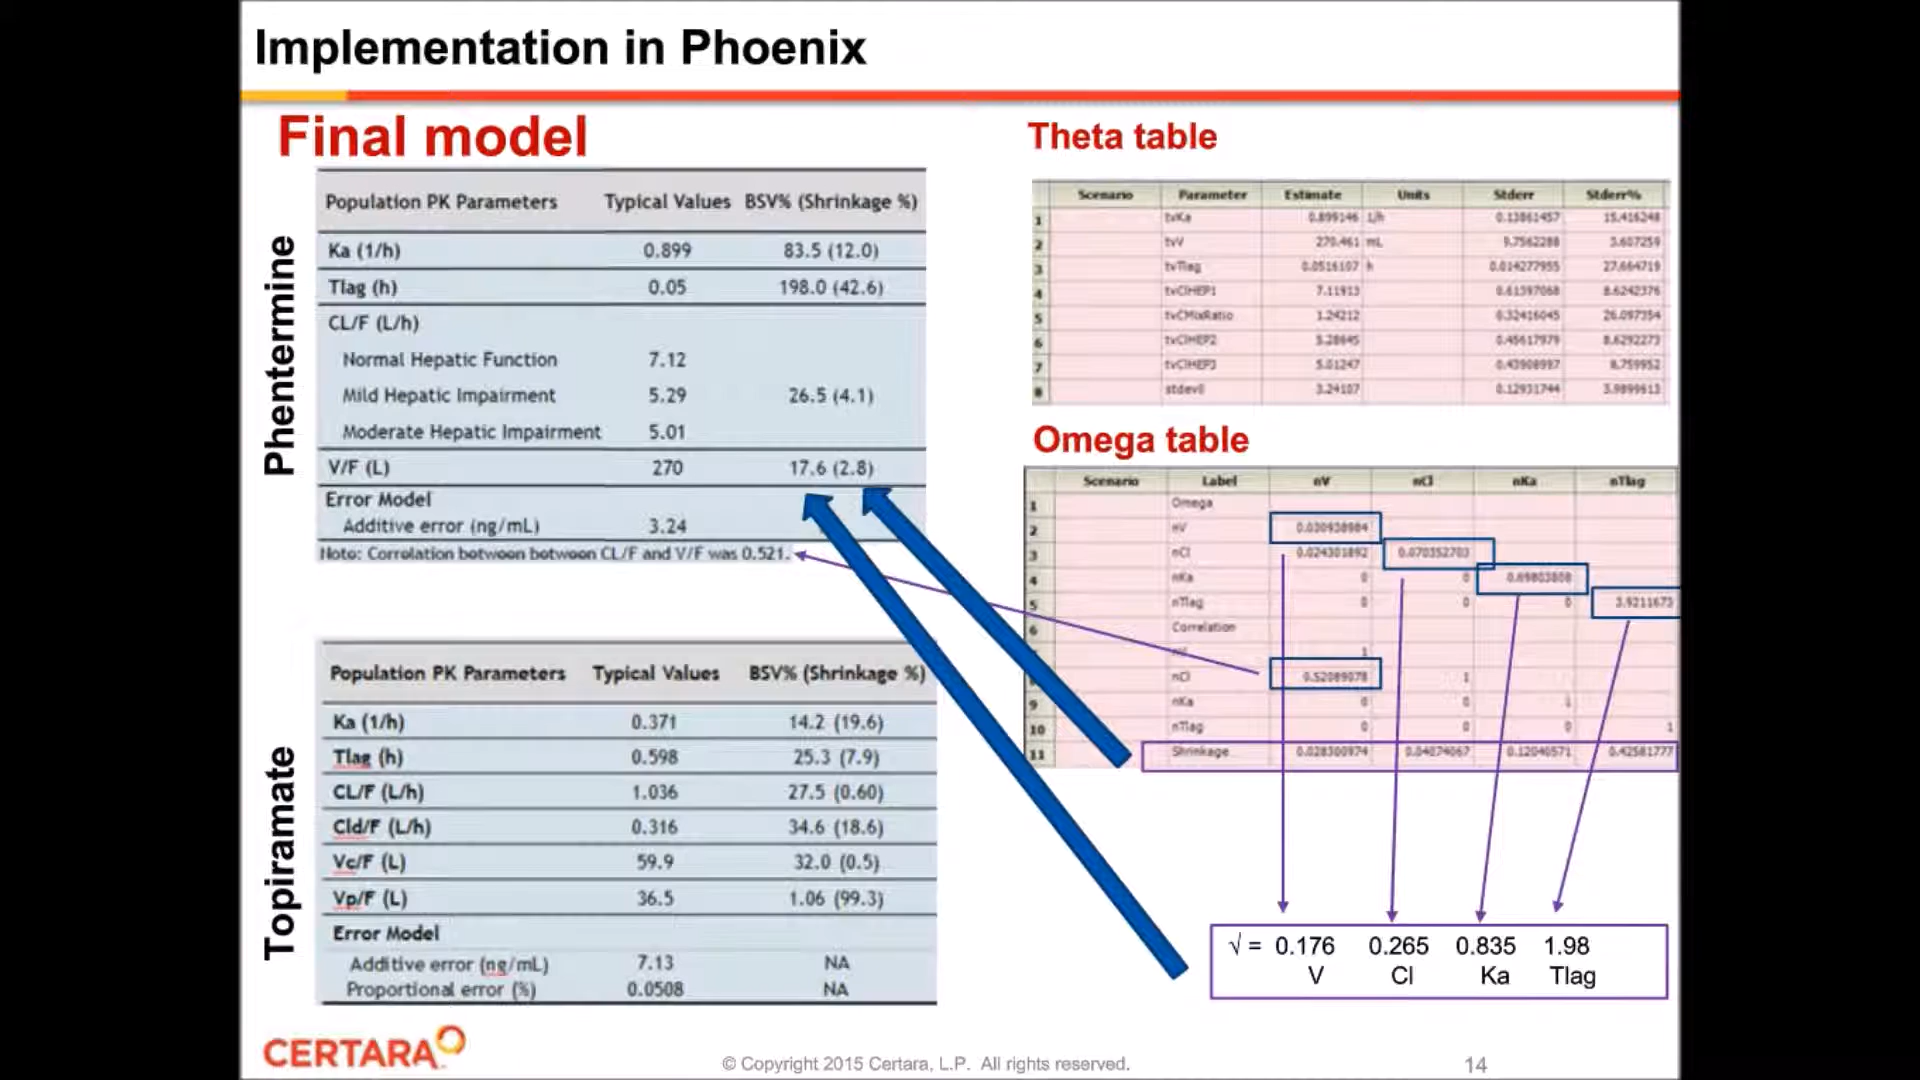 Implementation in Phoenix
Final model
Phentermine
Population PK Parameters Typical Values BSV% (Shrinkage %)
Ka (1/h) 0.899 83.5 (12.0)
Tlag (h) 0.05 198.0 (42.6)
CL/F (L/h)
Normal Hepatic Function 7.12
Mild Hepatic Impairment 5.29 26.5 (4.1)
Moderate Hepatic Impairment 5.01
V/F (L) 270 17.6 (2.8)
Error Model
Additive error (ng/mL) 3.24
Note: Correlation between between CL/F and V/F was 0.521.
Topiramate
Population PK Parameters Typical Values BSV% (Shrinkage %)
Ka (1/h) 0.371 14.2 (19.6)
Tlag (h) 0.598 25.3 (7.9)
CL/F (L/h) 1.036 27.5 (0.60)
Cld/F (L/h) 0.316 34.6 (18.6)
Vc/F (L) 59.9 32.0 (0.5)
Vp/F (L) 36.5 1.06 (99.3)
Error Model
Additive error (ng/mL) 7.13 NA
Proportional error (%) 0.0508 NA
Theta table
Scenario Parameter Estimate Units Stderr Stderr%
1 tvKa 0.899146 1/h 0.13861457 15.416248
2 tvV 270.461 mL 9.7562288 3.607259
3 tvTlag 0.0516107 h 0.014277955 27.664719
4 tvClHEP1 7.11913 0.61397068 8.6242376
5 tvCMixRatio 1.24212 0.32416045 26.097354
6 tvClHEP2 5.28645 0.45617979 8.6292273
7 tvClHEP3 5.01247 0.43908997 8.759952
8 stdev0 3.24107 0.12931744 3.9899613
Omega table
Scenario Label nV nCl nKa nTlag
1 Omega
2 nV 0.030938984
3 nCl 0.024301892 0.070352703
4 nKa 0 0 0.69803808
5 nTlag 0 0 0 3.9211673
6 Correlation
nV 1
nCl 0.52089078 1
9 nKa 0 0 1
10 nTlag 0 0 0 1
11 Shrinkage 0.028300974 0.04074067 0.12040571 0.42581777
√ = 0.176 0.265 0.835 1.98
V Cl Ka Tlag
CERTARA
© Copyright 2015 Certara, L.P. All rights reserved.
14